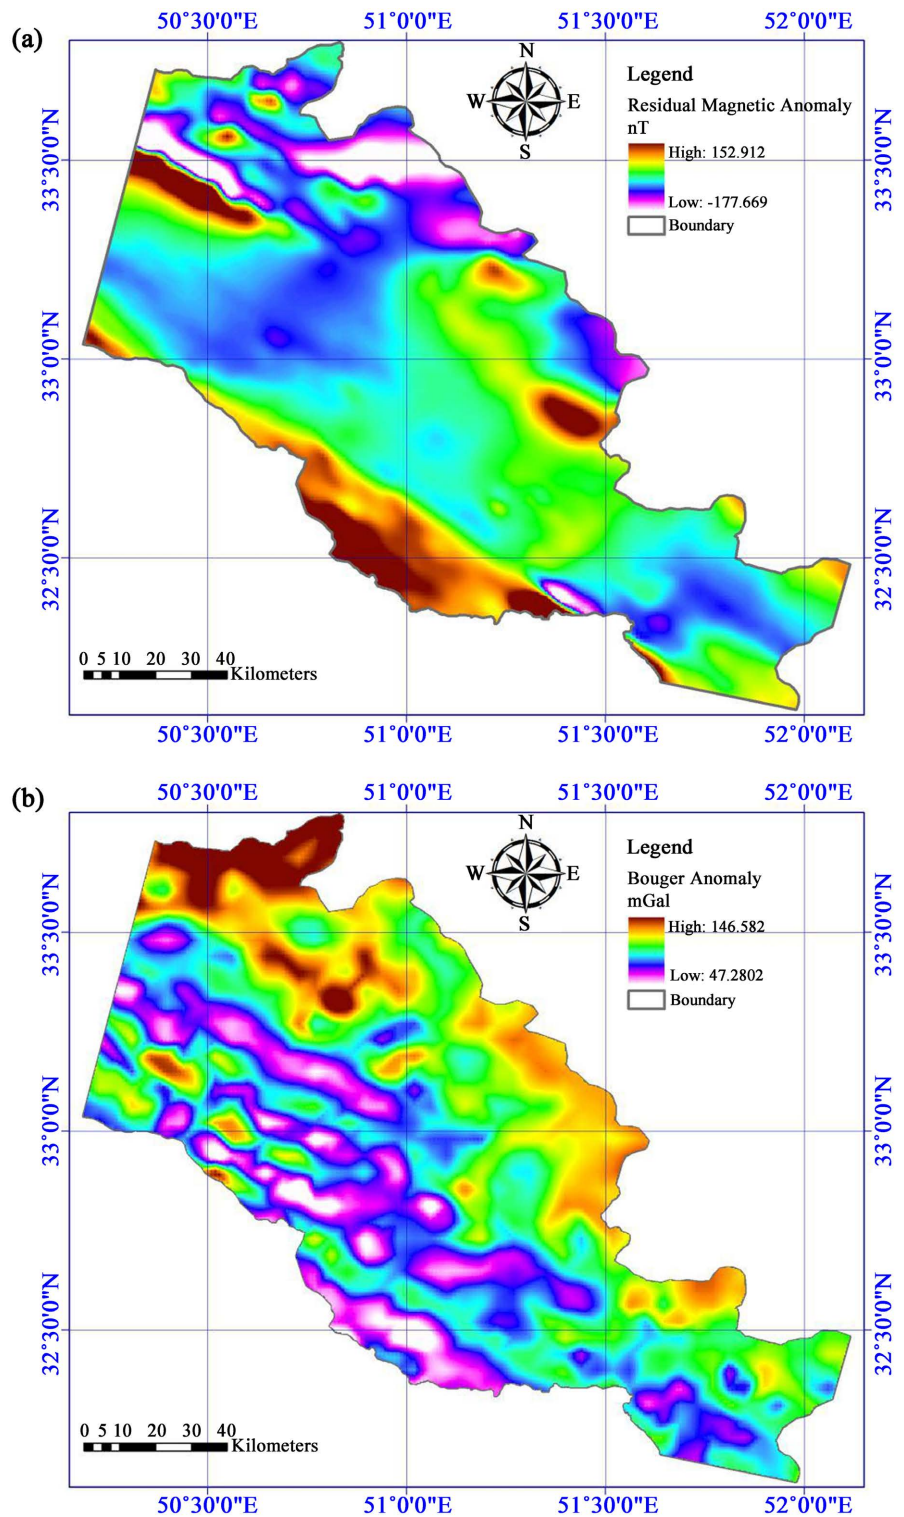 (a)
50°30'0"E 51°0'0"E 51°30'0"E 52°0'0"E
33°30'0"N 33°0'0"N 32°30'0"N
N
W E
S
Legend
Residual Magnetic Anomaly
nT
High: 152.912
Low: -177.669
Boundary
33°30'0"N 33°0'0"N 32°30'0"N
0 5 10 20 30 40
Kilometers
50°30'0"E 51°0'0"E 51°30'0"E 52°0'0"E
(b)
50°30'0"E 51°0'0"E 51°30'0"E 52°0'0"E
33°30'0"N 33°0'0"N 32°30'0"N
N
W E
S
Legend
Bouger Anomaly
mGal
High: 146.582
Low: 47.2802
Boundary
33°30'0"N 33°0'0"N 32°30'0"N
0 5 10 20 30 40
Kilometers
50°30'0"E 51°0'0"E 51°30'0"E 52°0'0"E